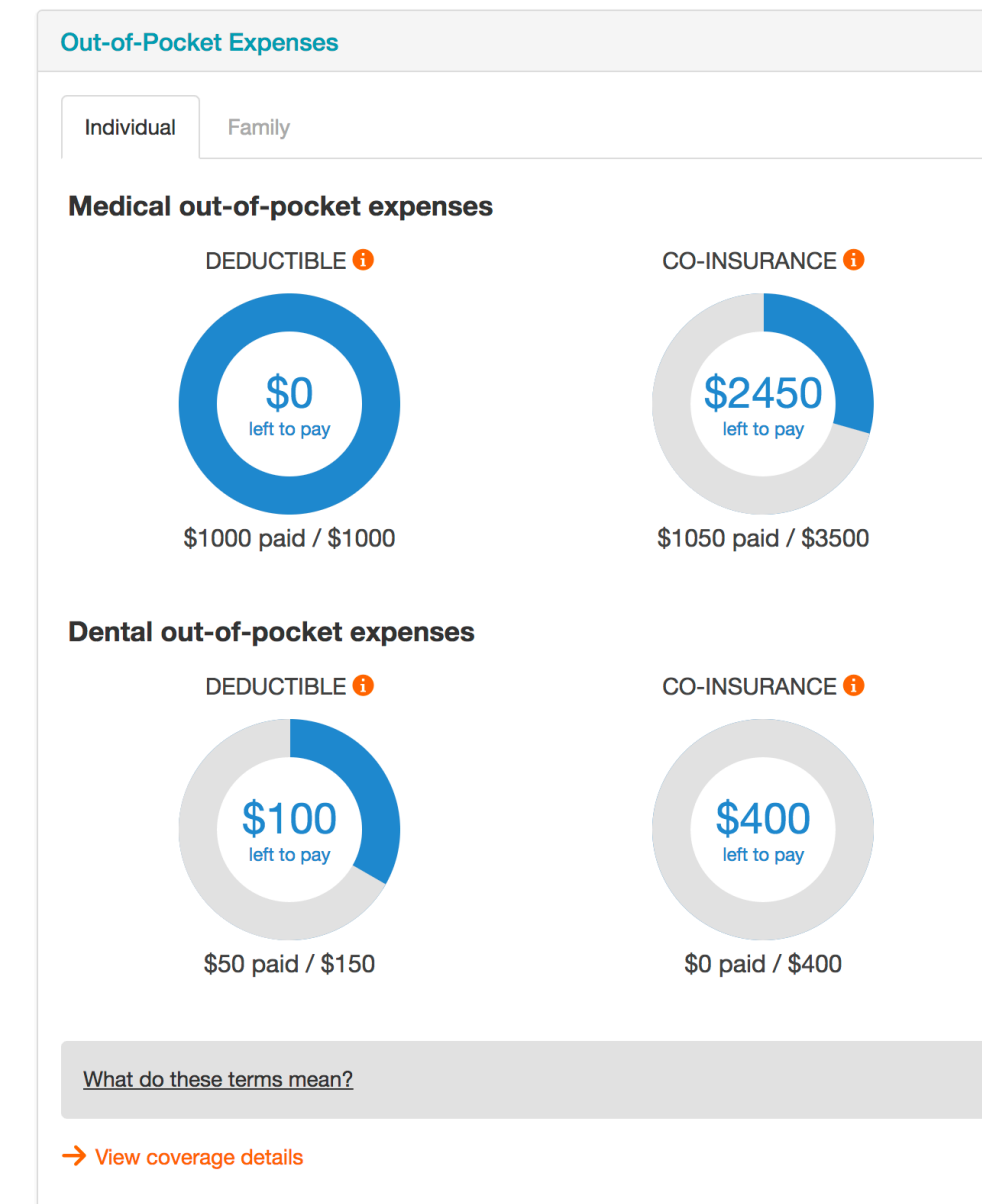 Out-of-Pocket Expenses
Individual Family
Medical out-of-pocket expenses
DEDUCTIBLE i CO-INSURANCE i
$0 $2450
left to pay left to pay
$1000 paid / $1000 $1050 paid / $3500
Dental out-of-pocket expenses
DEDUCTIBLE i CO-INSURANCE i
$100 $400
left to pay left to pay
$50 paid / $150 $0 paid / $400
What do these terms mean?
→ View coverage details